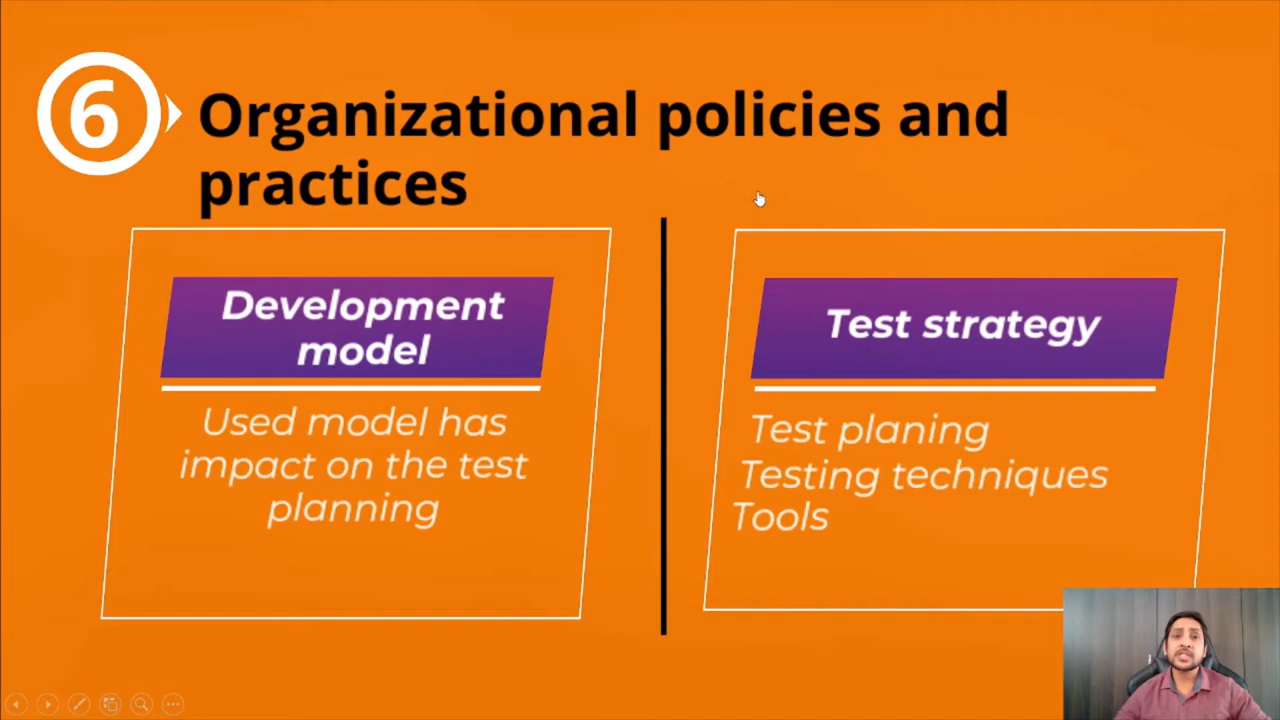 6
Organizational policies and
practices
Development
model
Used model has
impact on the test
planning
Test strategy
Test planing
Testing techniques
Tools